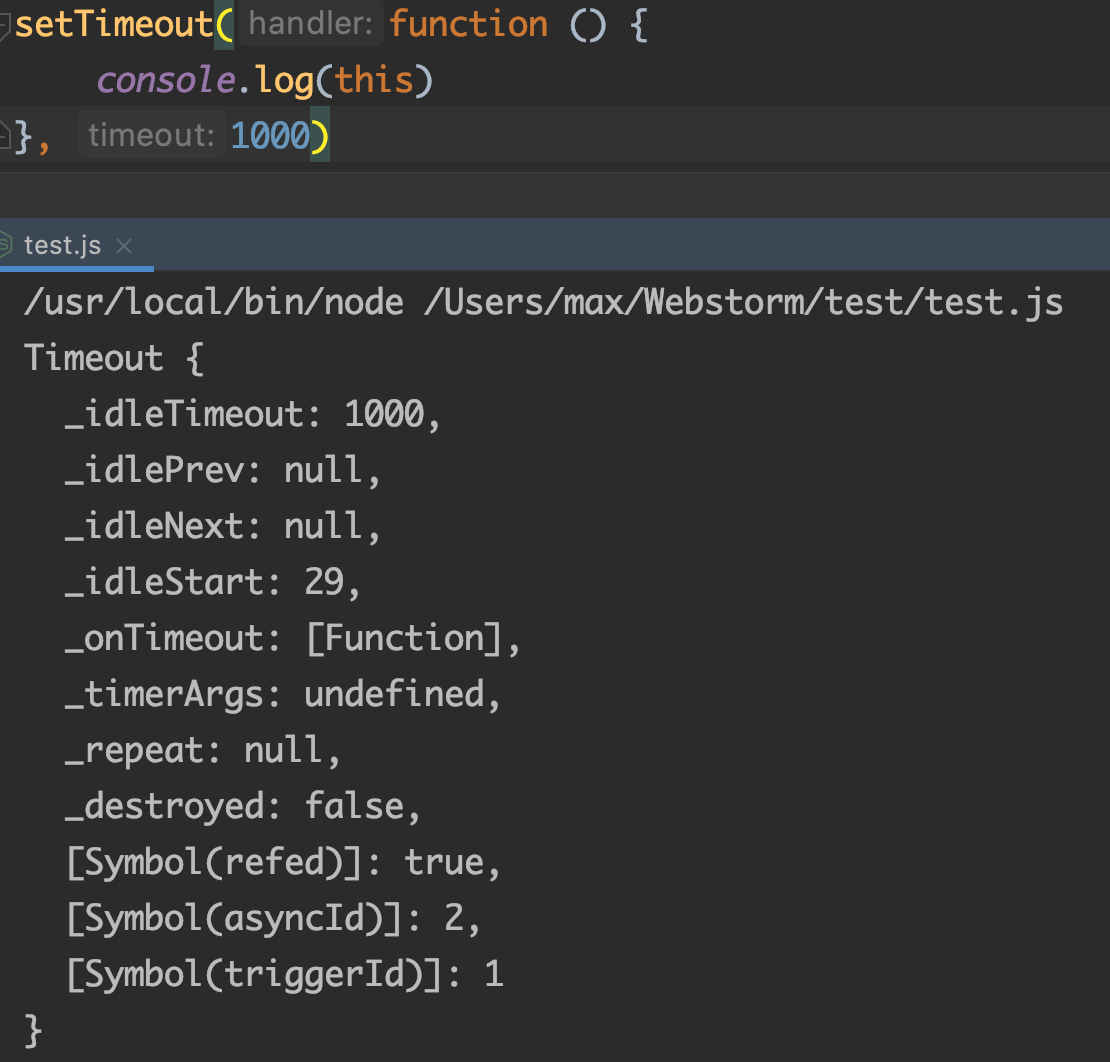 setTimeout( handler: function () {
    console.log(this)
}, timeout: 1000)
test.js ×
/usr/local/bin/node /Users/max/Webstorm/test/test.js
Timeout {
  _idleTimeout: 1000,
  _idlePrev: null,
  _idleNext: null,
  _idleStart: 29,
  _onTimeout: [Function],
  _timerArgs: undefined,
  _repeat: null,
  _destroyed: false,
  [Symbol(refed)]: true,
  [Symbol(asyncId)]: 2,
  [Symbol(triggerId)]: 1
}